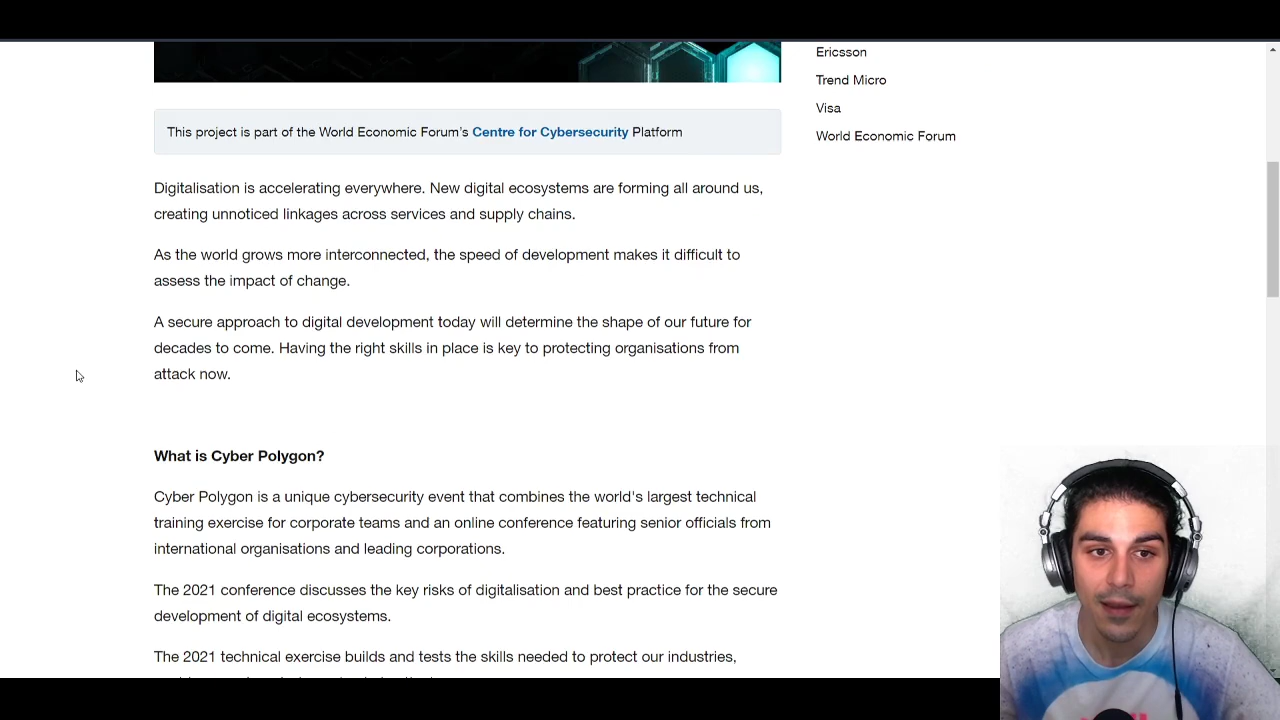 Ericsson
Trend Micro
Visa
World Economic Forum
This project is part of the World Economic Forum's Centre for Cybersecurity Platform
Digitalisation is accelerating everywhere. New digital ecosystems are forming all around us,
creating unnoticed linkages across services and supply chains.
As the world grows more interconnected, the speed of development makes it difficult to
assess the impact of change.
A secure approach to digital development today will determine the shape of our future for
decades to come. Having the right skills in place is key to protecting organisations from
attack now.
What is Cyber Polygon?
Cyber Polygon is a unique cybersecurity event that combines the world's largest technical
training exercise for corporate teams and an online conference featuring senior officials from
international organisations and leading corporations.
The 2021 conference discusses the key risks of digitalisation and best practice for the secure
development of digital ecosystems.
The 2021 technical exercise builds and tests the skills needed to protect our industries,